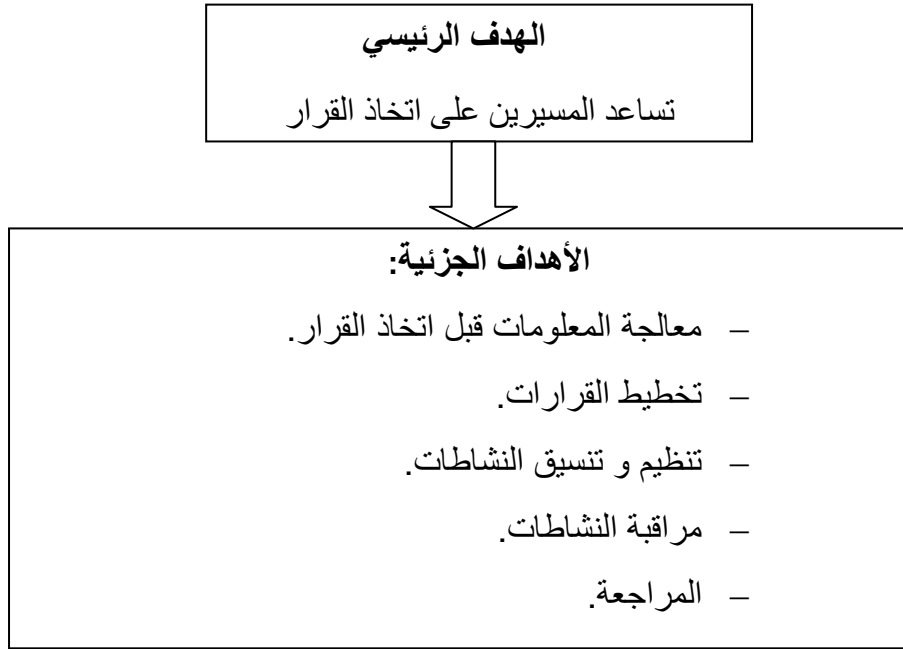 الهدف الرئيسي
تساعد المسيرين على اتخاذ القرار
الأهداف الجزئية:
– معالجة المعلومات قبل اتخاذ القرار.
– تخطيط القرارات.
– تنظيم و تنسيق النشاطات.
– مراقبة النشاطات.
– المراجعة.